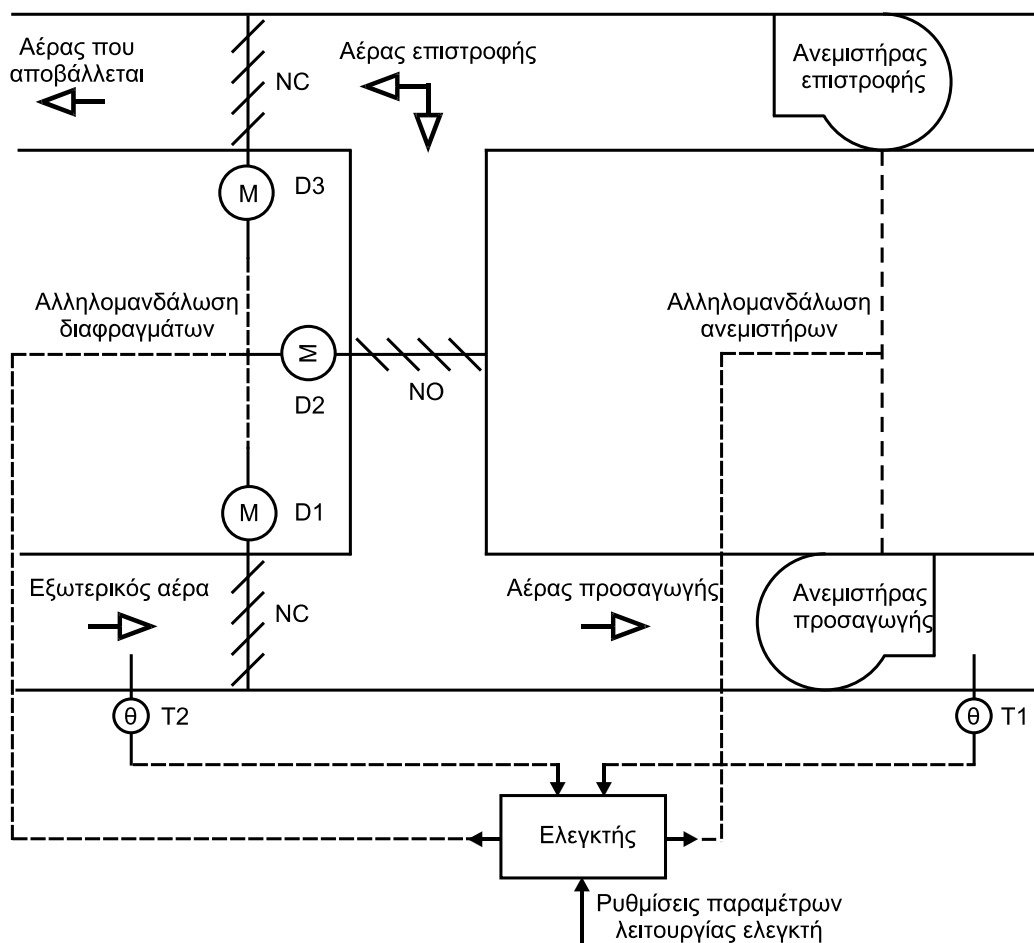 Αέρας που
αποβάλλεται
NC
Αέρας επιστροφής
Ανεμιστήρας
επιστροφής
M
D3
Αλληλομανδάλωση
διαφραγμάτων
M
D2
NO
Αλληλομανδάλωση
ανεμιστήρων
M
D1
Εξωτερικός αέρα
NC
Αέρας προσαγωγής
Ανεμιστήρας
προσαγωγής
θ
T2
θ
T1
Ελεγκτής
Ρυθμίσεις παραμέτρων
λειτουργίας ελεγκτή